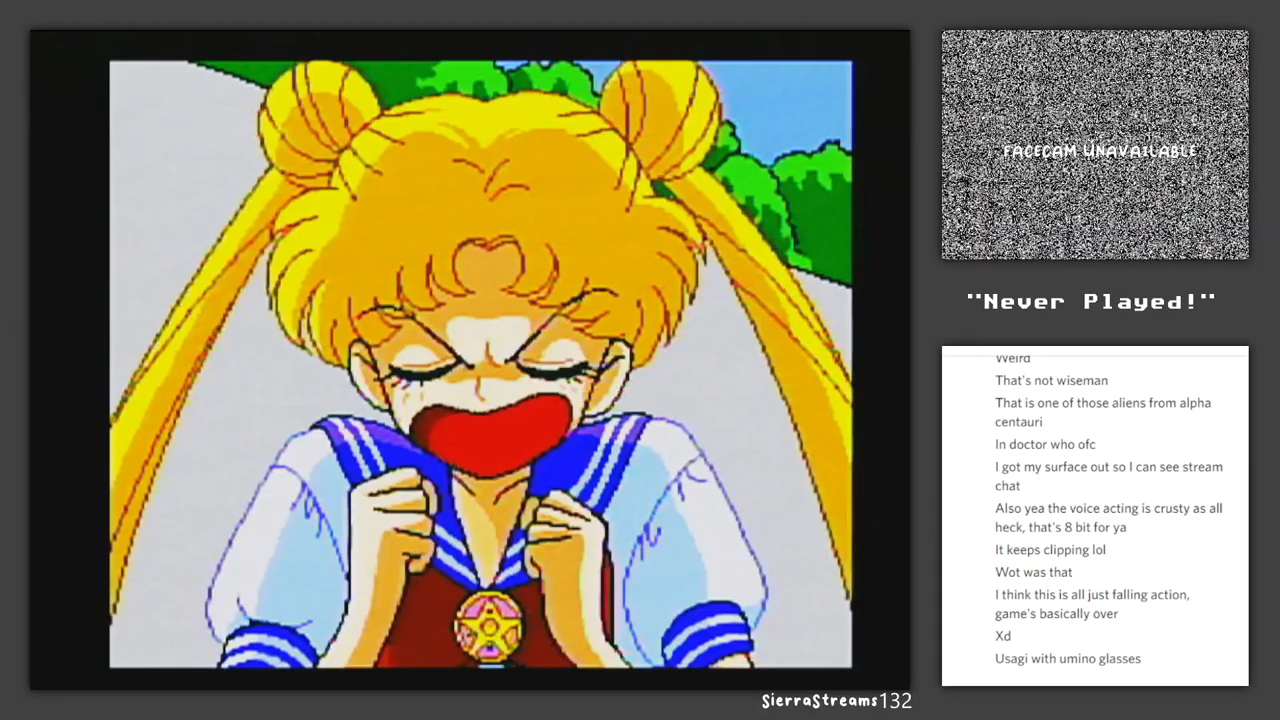 FACECAM UNAVAILABLE
"Never Played!"
Weird
That's not wiseman
That is one of those aliens from alpha
centauri
In doctor who ofc
I got my surface out so I can see stream
chat
Also yea the voice acting is crusty as all
heck, that's 8 bit for ya
It keeps clipping lol
Wot was that
I think this is all just falling action,
game's basically over
Xd
Usagi with umino glasses
SierraStreams132